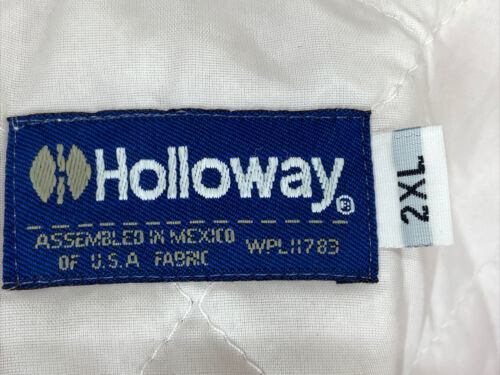 Holloway®
ASSEMBLED IN MEXICO
OF U.S.A FABRIC
WPL11783
2XL